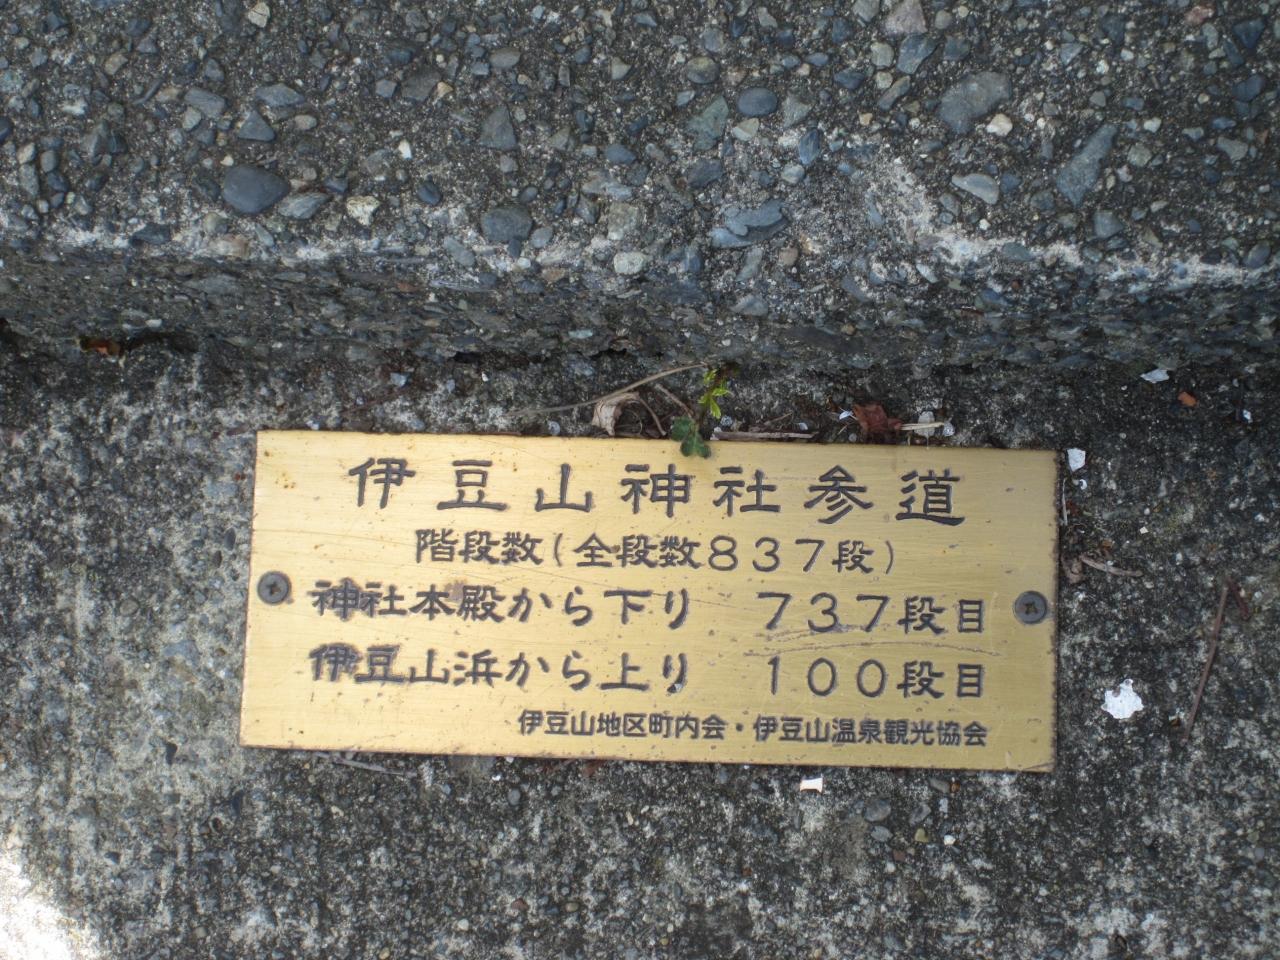 伊豆山神社参道
階段数(全段数837段)
神社本殿から下り 737段目
伊豆山浜から上り 100段目
伊豆山地区町内会・伊豆山温泉観光協会